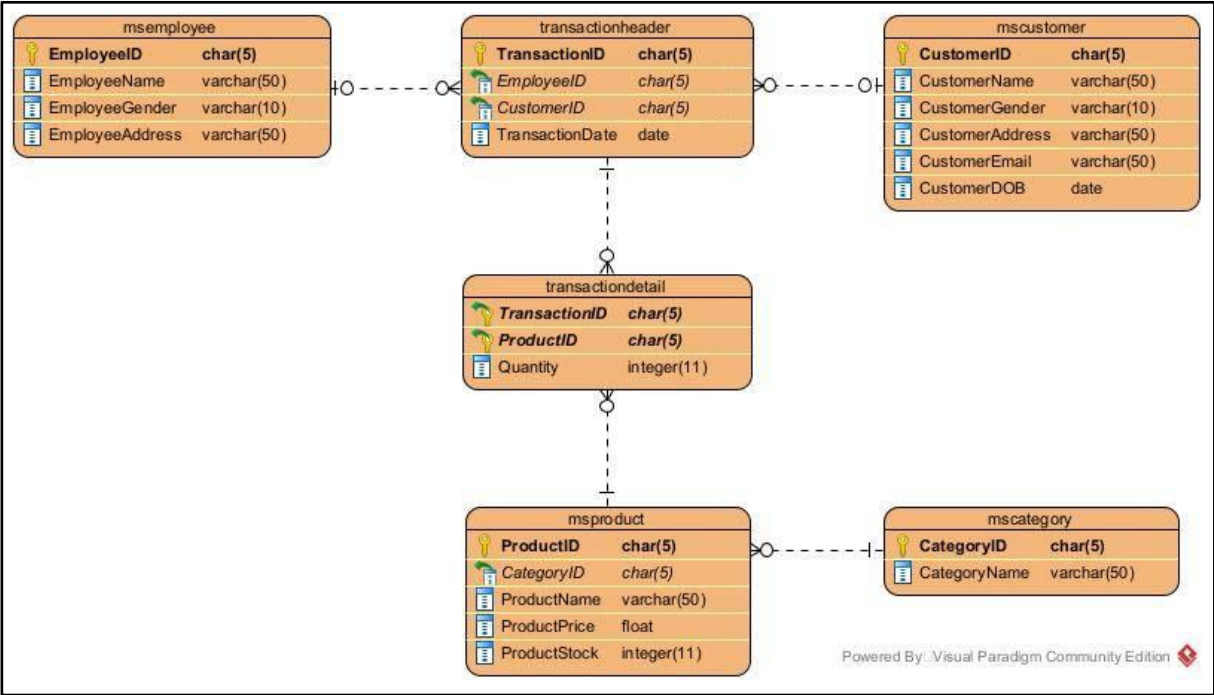 msemployee
EmployeeID char(5)
EmployeeName varchar(50)
EmployeeGender varchar(10)
EmployeeAddress varchar(50)
transactionheader
TransactionID char(5)
EmployeeID char(5)
CustomerID char(5)
TransactionDate date
mscustomer
CustomerID char(5)
CustomerName varchar(50)
CustomerGender varchar(10)
CustomerAddress varchar(50)
CustomerEmail varchar(50)
CustomerDOB date
transactiondetail
TransactionID char(5)
ProductID char(5)
Quantity integer(11)
msproduct
ProductID char(5)
CategoryID char(5)
ProductName varchar(50)
ProductPrice float
ProductStock integer(11)
mscategory
CategoryID char(5)
CategoryName varchar(50)
Powered By: Visual Paradigm Community Edition